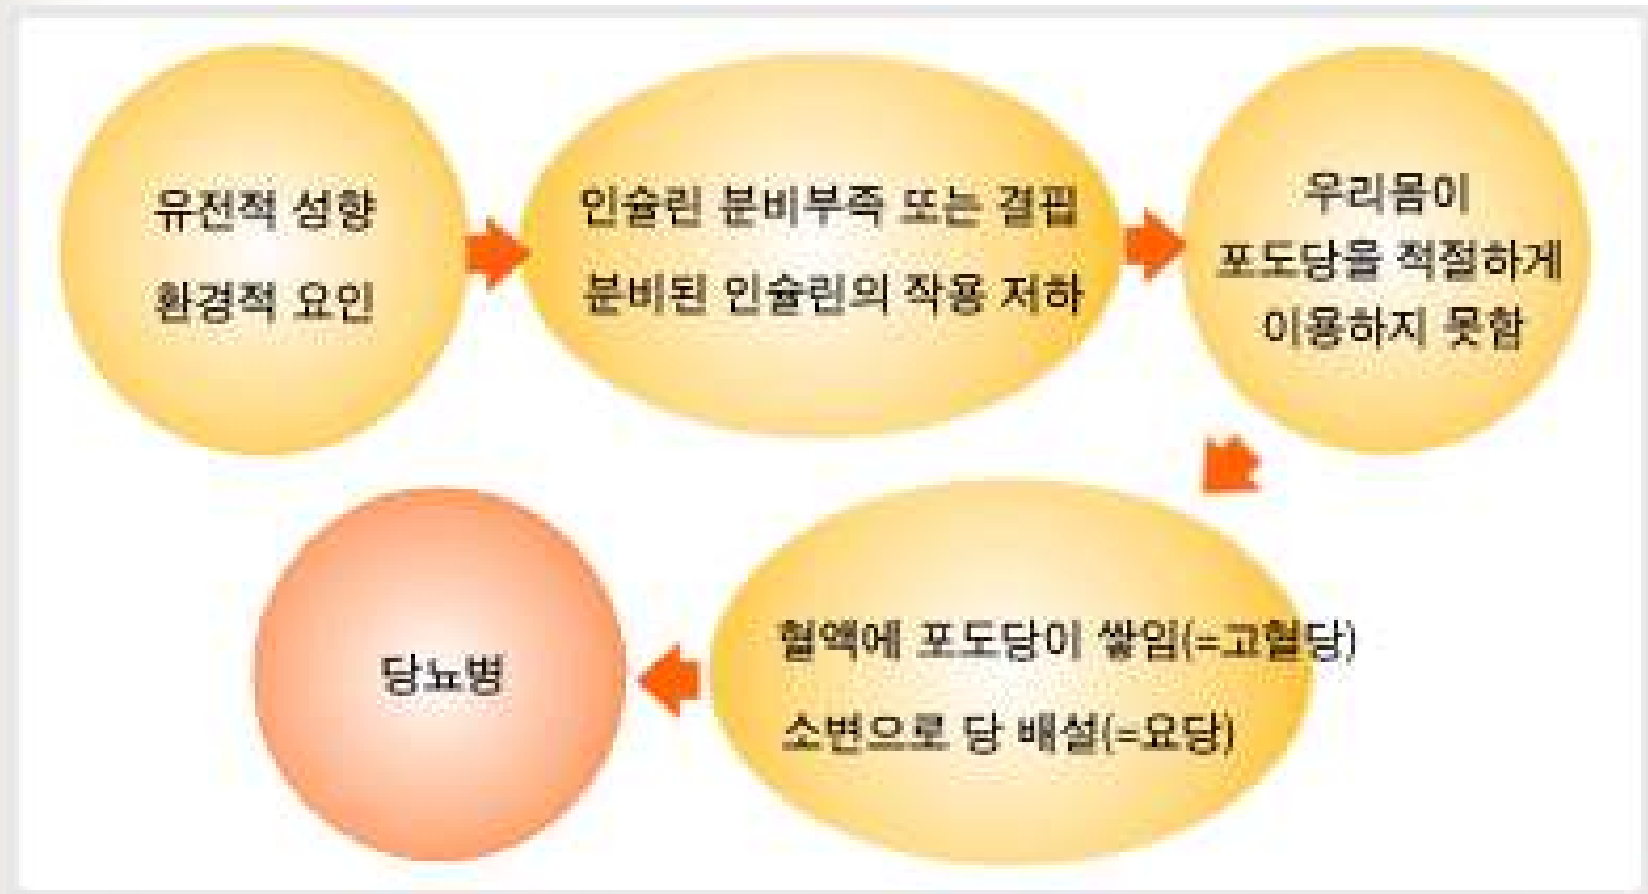 유전적 성향
환경적 요인
인슐린 분비부족 또는 결핍
분비된 인슐린의 작용 저하
우리몸이
포도당을 적절하게
이용하지 못함
혈액에 포도당이 쌓임(=고혈당)
소변으로 당 배설(=요당)
당뇨병